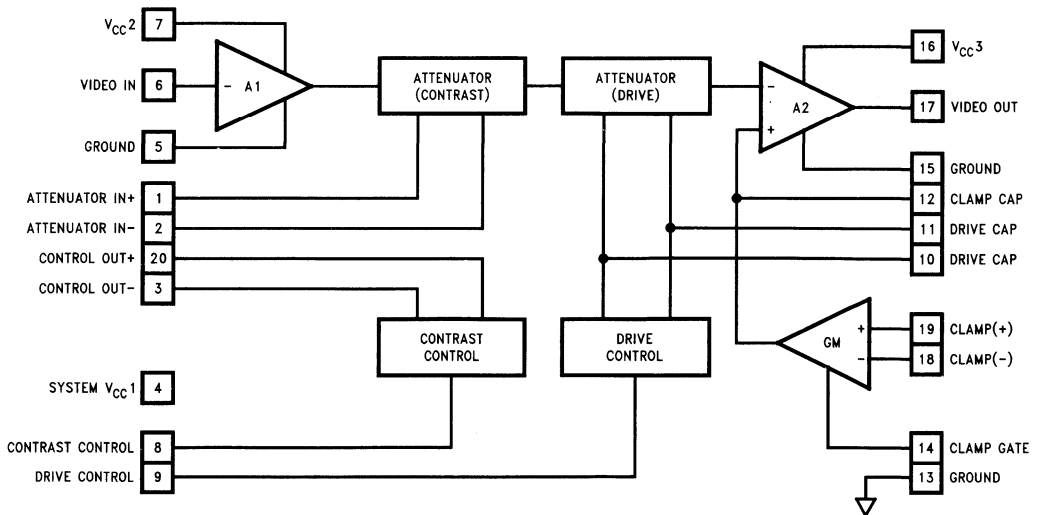 VCC2 7
VIDEO IN 6
GROUND 5
ATTENUATOR IN+ 1
ATTENUATOR IN- 2
CONTROL OUT+ 20
CONTROL OUT- 3
SYSTEM VCC1 4
CONTRAST CONTROL 8
DRIVE CONTROL 9
- A1
ATTENUATOR
(CONTRAST)
ATTENUATOR
(DRIVE)
CONTRAST
CONTROL
DRIVE
CONTROL
-
A2
+
+
GM
-
16 VCC3
17 VIDEO OUT
15 GROUND
12 CLAMP CAP
11 DRIVE CAP
10 DRIVE CAP
19 CLAMP(+)
18 CLAMP(-)
14 CLAMP GATE
13 GROUND